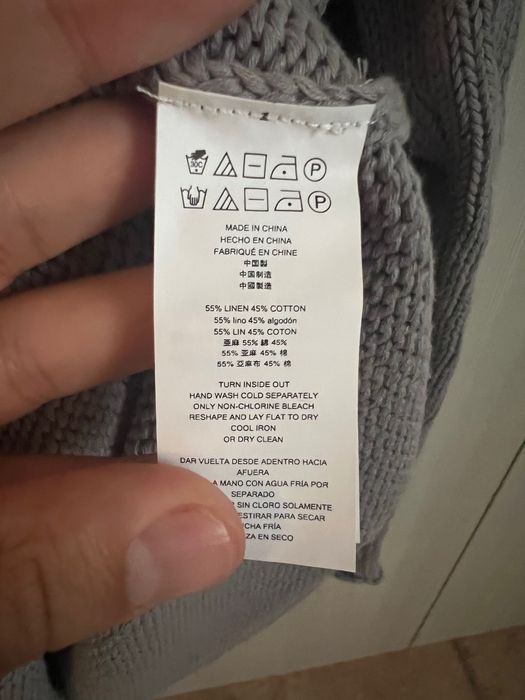 30C
P
P
MADE IN CHINA
HECHO EN CHINA
FABRIQUÉ EN CHINE
中国製
中国制造
中國製造
55% LINEN 45% COTTON
55% lino 45% algodón
55% LIN 45% COTON
亜麻 55% 綿 45%
55% 亚麻 45% 棉
55% 亞麻布 45% 棉
TURN INSIDE OUT
HAND WASH COLD SEPARATELY
ONLY NON-CHLORINE BLEACH
RESHAPE AND LAY FLAT TO DRY
COOL IRON
OR DRY CLEAN
DAR VUELTA DESDE ADENTRO HACIA
AFUERA
A MANO CON AGUA FRÍA POR
SEPARADO
SIN CLORO SOLAMENTE
ESTIRAR PARA SECAR
CHA FRÍA
ZA EN SECO